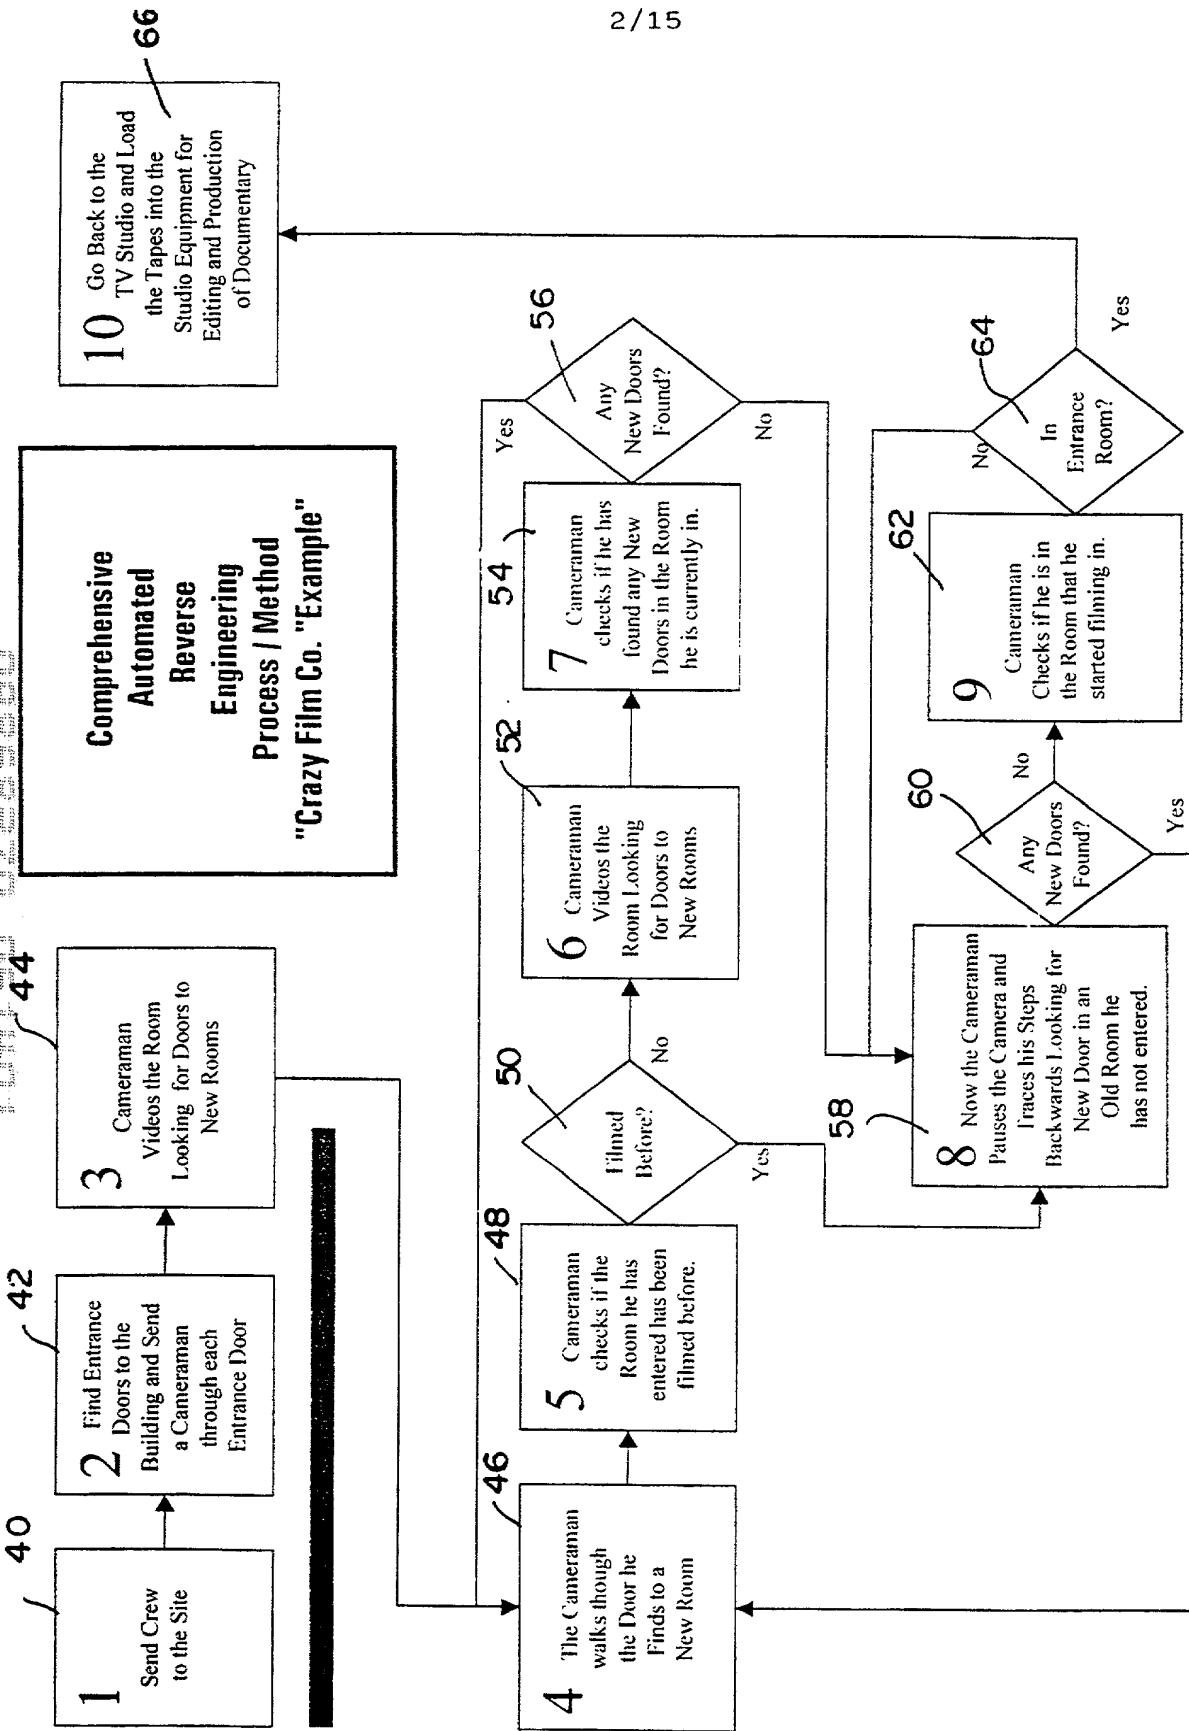 2/15
Comprehensive
Automated
Reverse
Engineering
Process / Method
"Crazy Film Co. "Example"
40
1
Send Crew
to the Site
42
2 Find Entrance
Doors to the
Building and Send
a Cameraman
through each
Entrance Door
44
3
Cameraman
Videos the Room
Looking for Doors to
New Rooms
46
4 The Cameraman
walks though
the Door he
Finds to a
New Room
48
5 Cameraman
checks if the
Room he has
entered has been
filmed before.
50
Filmed
Before?
No
Yes
52
6 Cameraman
Videos the
Room Looking
for Doors to
New Rooms
54
7 Cameraman
checks if he has
found any New
Doors in the Room
he is currently in.
56
Any
New Doors
Found?
Yes
No
58
8 Now the Cameraman
Pauses the Camera and
Traces his Steps
Backwards Looking for
New Door in an
Old Room he
has not entered.
60
Any
New Doors
Found?
No
Yes
62
9 Cameraman
Checks if he is in
the Room that he
started filming in.
64
In
Entrance
Room?
No
Yes
66
10 Go Back to the
TV Studio and Load
the Tapes into the
Studio Equipment for
Editing and Production
of Documentary